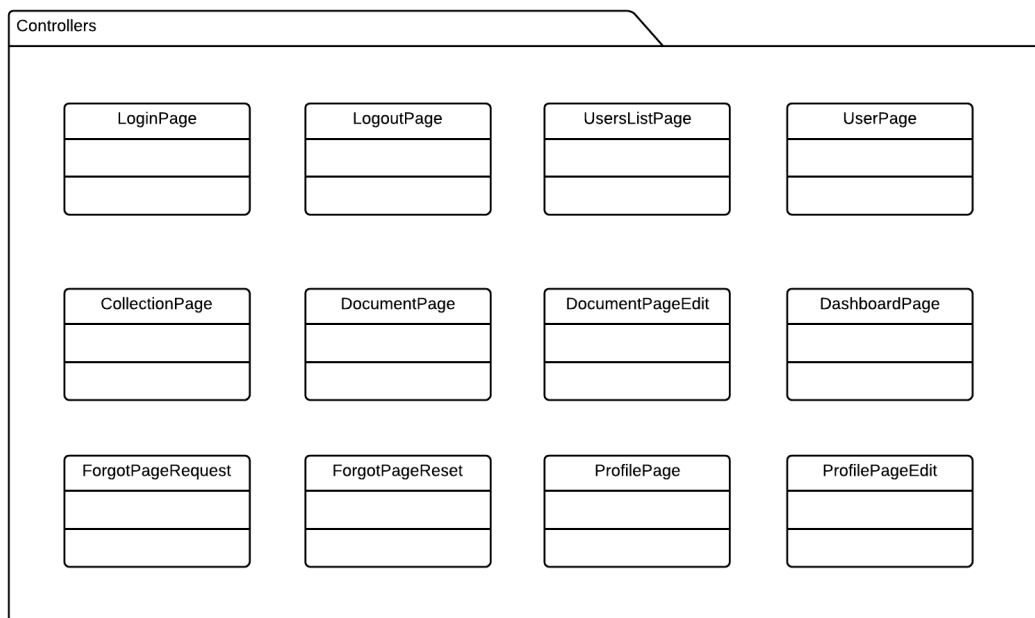 Controllers
LoginPage
LogoutPage
UsersListPage
UserPage
CollectionPage
DocumentPage
DocumentPageEdit
DashboardPage
ForgotPageRequest
ForgotPageReset
ProfilePage
ProfilePageEdit